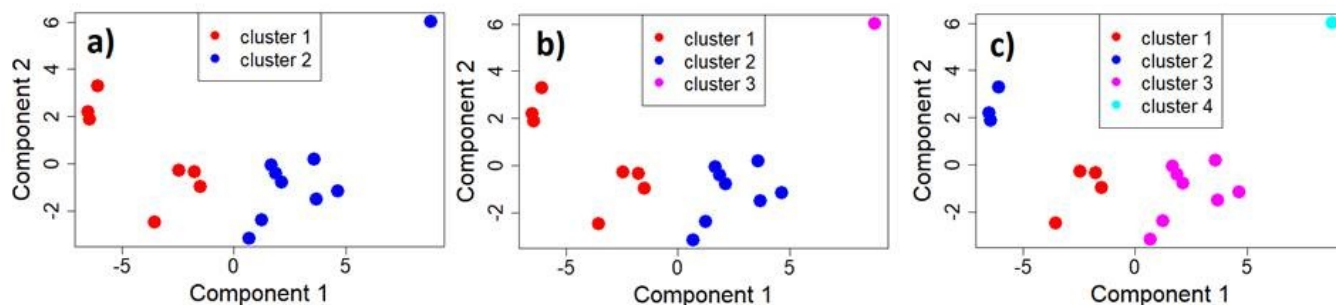 a)
cluster 1
cluster 2
Component 2
6
4
2
0
-2
-5
0
5
Component 1
b)
cluster 1
cluster 2
cluster 3
Component 2
6
4
2
0
-2
-5
0
5
Component 1
c)
cluster 1
cluster 2
cluster 3
cluster 4
Component 2
6
4
2
0
-2
-5
0
5
Component 1